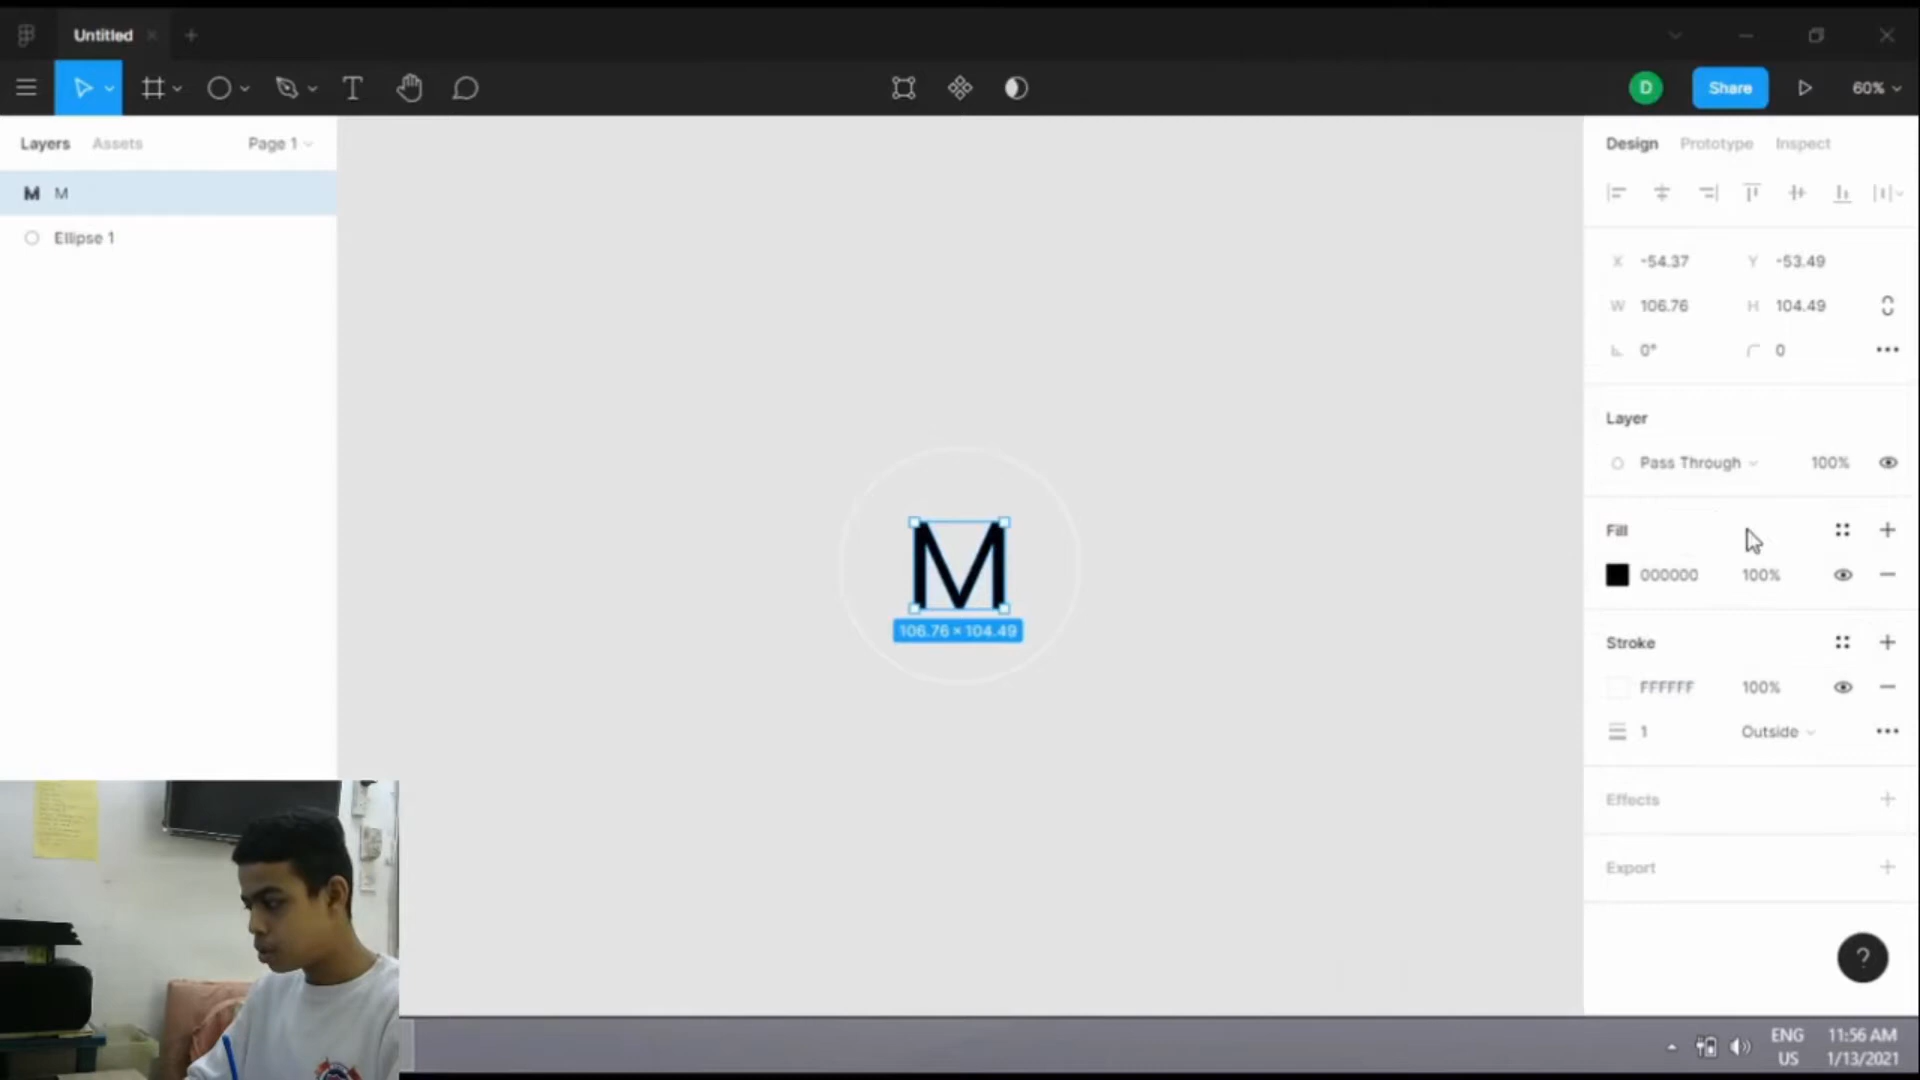 Untitled
D
Share
60%
Layers
Assets
Page 1
Design
Prototype
Inspect
M M
Ellipse 1
X -54.37
Y -53.49
W 106.76
H 104.49
0°
0
Layer
Pass Through
100%
Fill
000000
100%
M
106.76 × 104.49
Stroke
FFFFFF
100%
1
Outside
Effects
Export
?
ENG
US
11:56 AM
1/13/2021